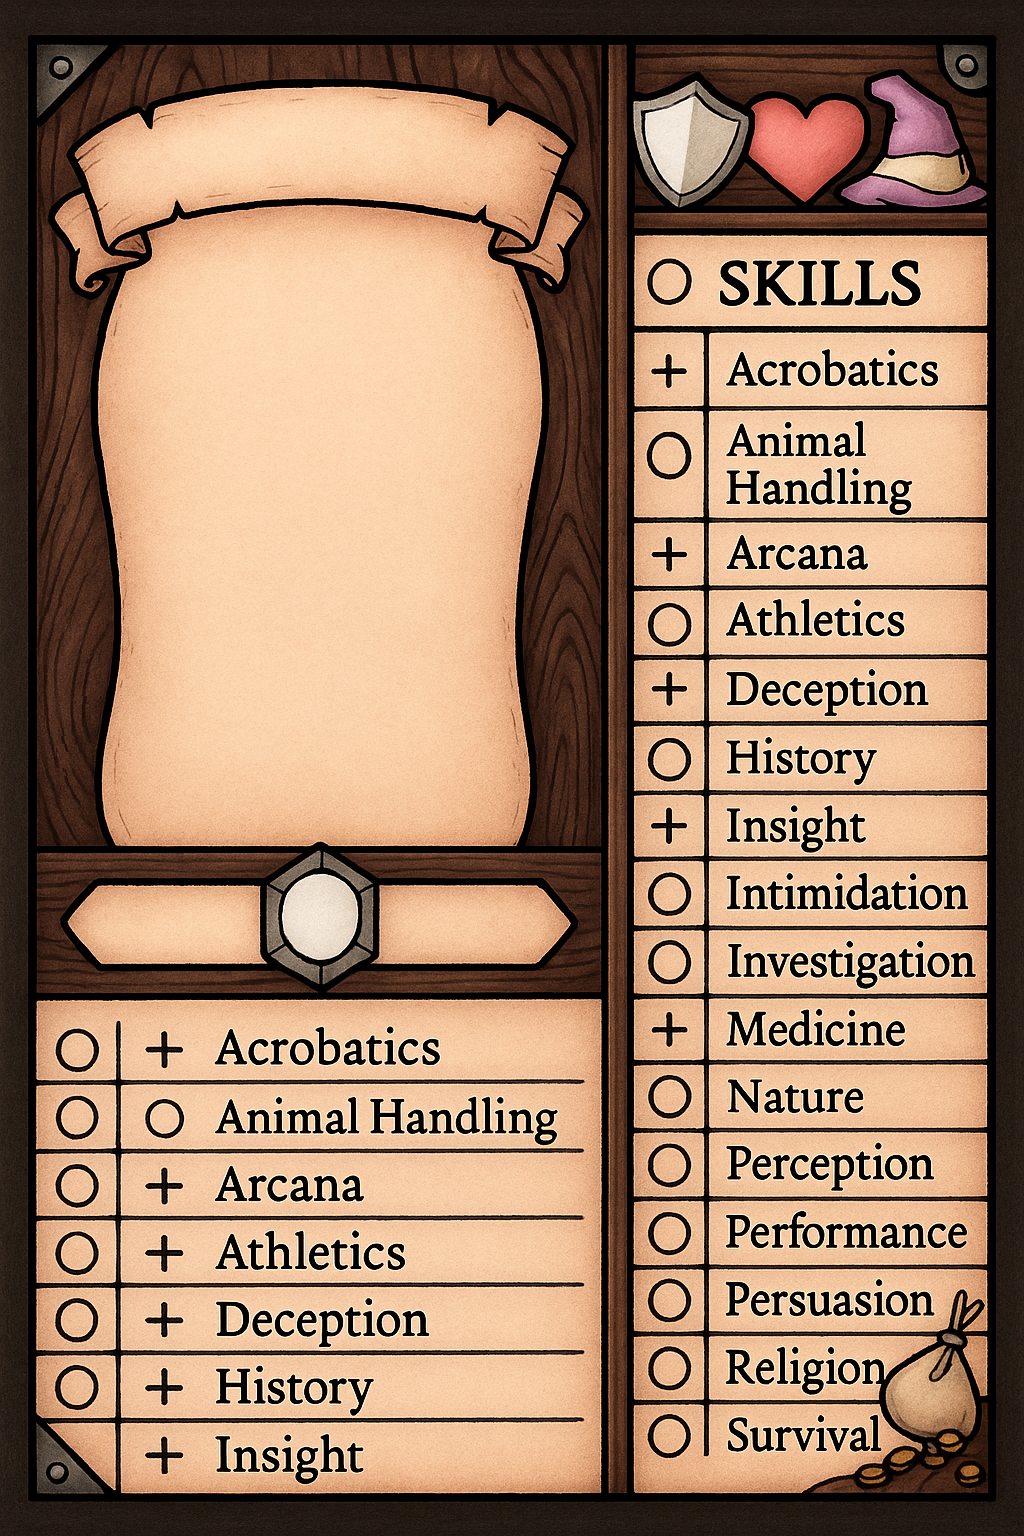 SKILLS
+ Acrobatics
Animal
Handling
+ Arcana
Athletics
+ Deception
History
+ Insight
Intimidation
Investigation
+ Medicine
Nature
Perception
Performance
Persuasion
Religion
Survival
+ Acrobatics
Animal Handling
+ Arcana
+ Athletics
+ Deception
+ History
+ Insight